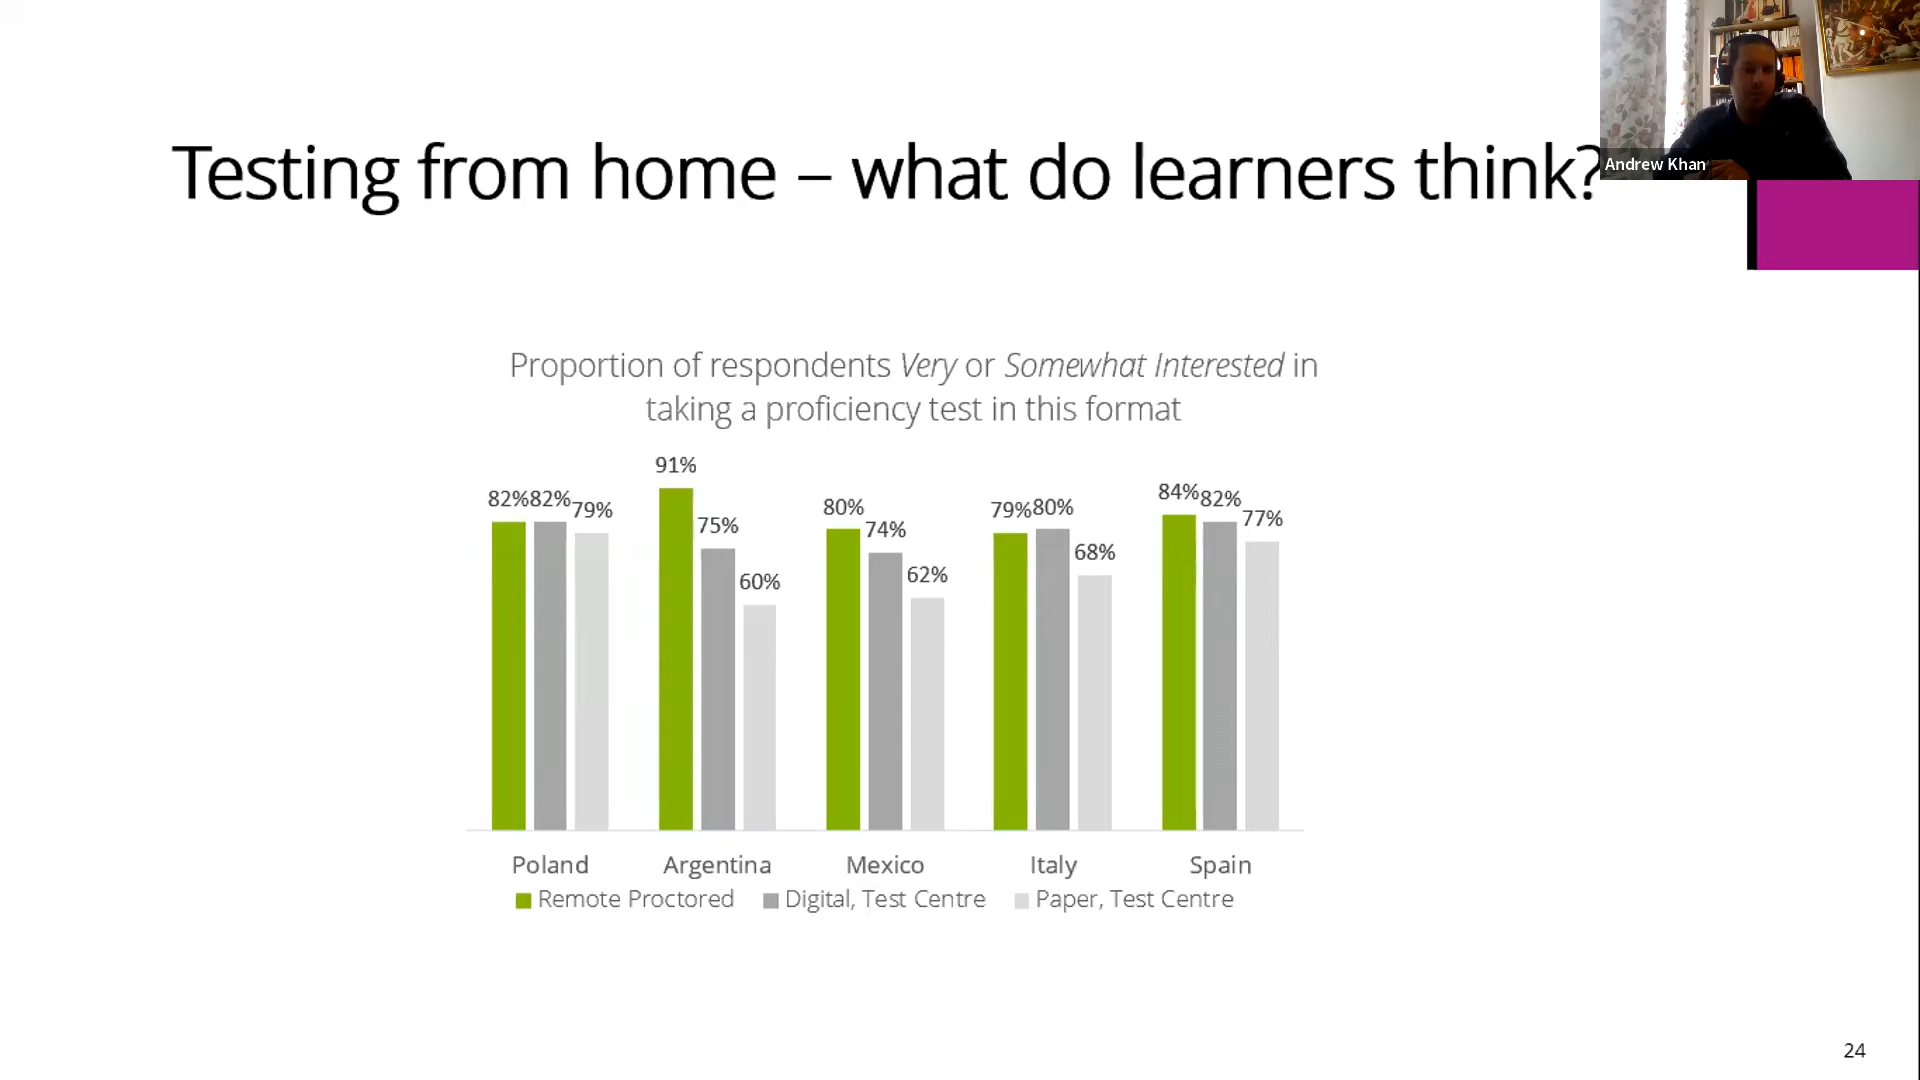 Andrew Khan
Testing from home – what do learners think?
Proportion of respondents Very or Somewhat Interested in
taking a proficiency test in this format
82% 82% 79%
91% 75% 60%
80% 74% 62%
79% 80% 68%
84% 82% 77%
Poland Argentina Mexico Italy Spain
Remote Proctored Digital, Test Centre Paper, Test Centre
24